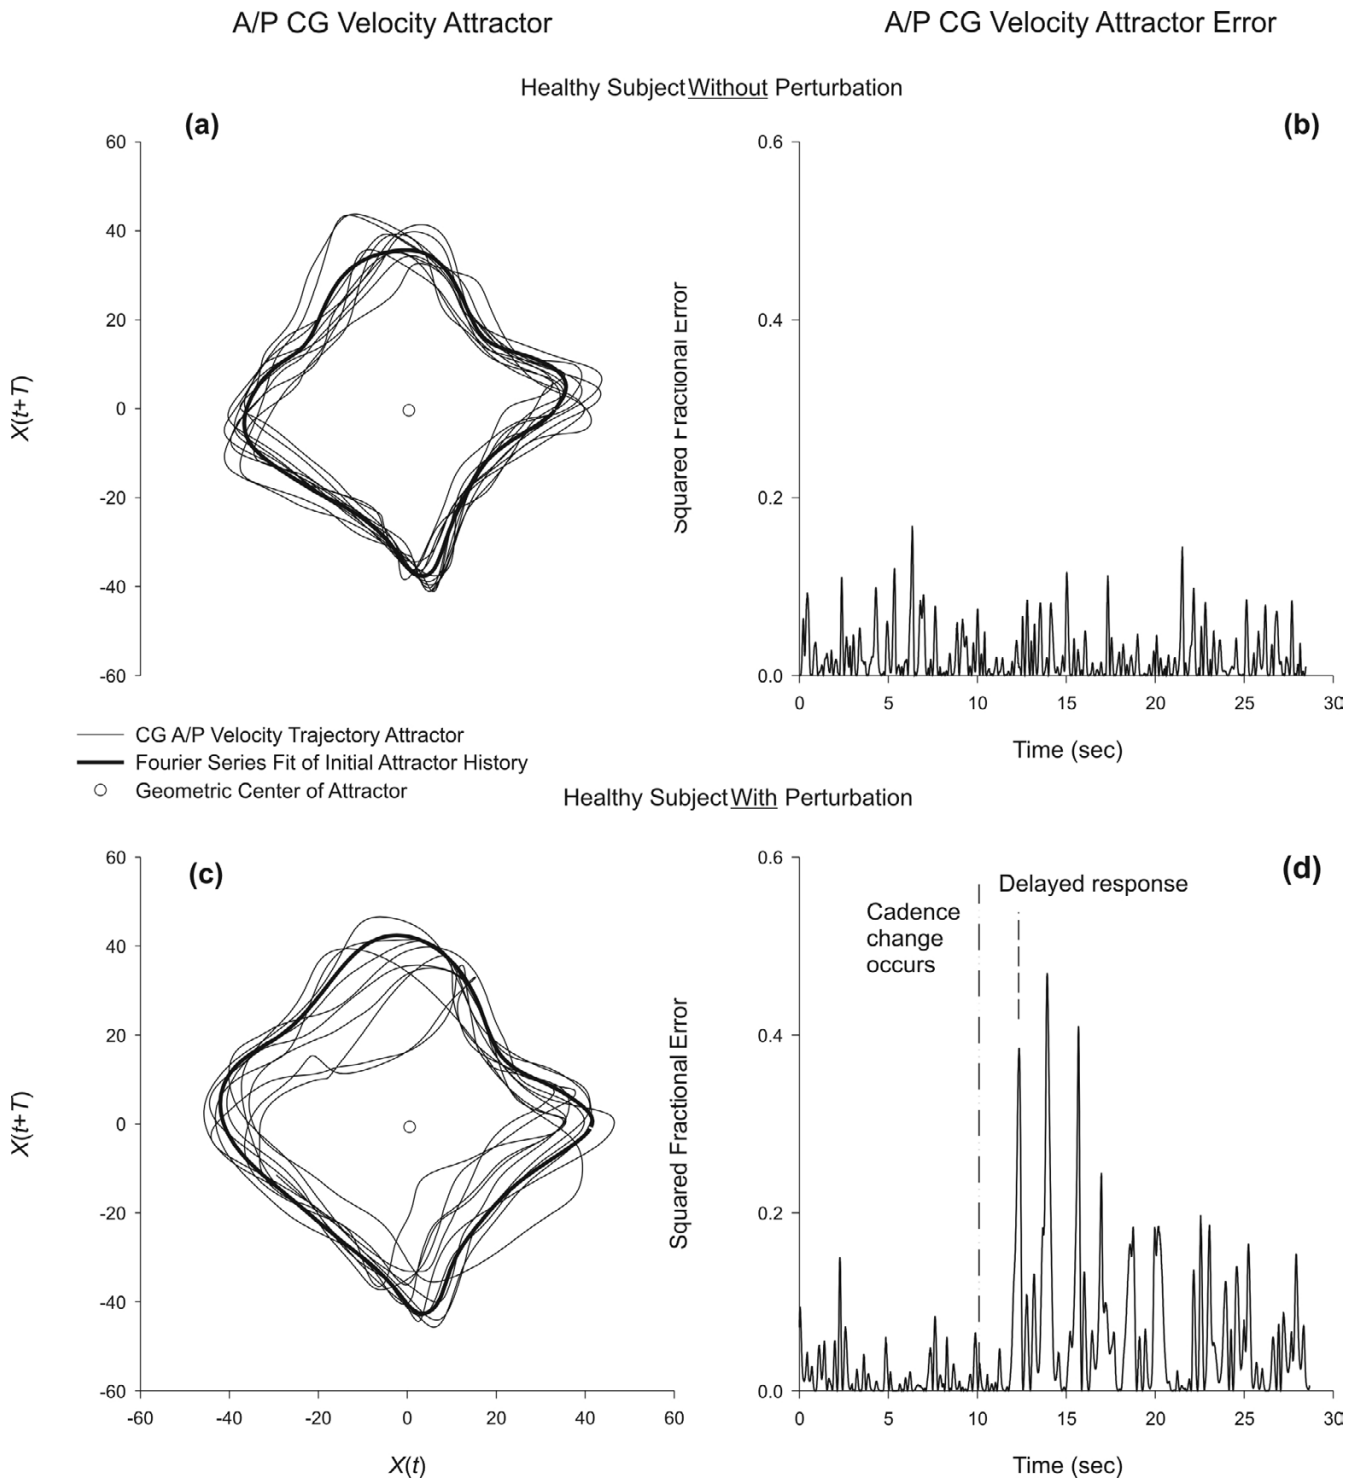 A/P CG Velocity Attractor
A/P CG Velocity Attractor Error
Healthy Subject Without Perturbation
(a)
(b)
60
40
20
0
-20
-40
-60
X(t+T)
0.6
0.4
0.2
0.0
Squared Fractional Error
0 5 10 15 20 25 30
Time (sec)
CG A/P Velocity Trajectory Attractor
Fourier Series Fit of Initial Attractor History
Geometric Center of Attractor
Healthy Subject With Perturbation
(c)
(d)
60
40
20
0
-20
-40
-60
X(t+T)
-60 -40 -20 0 20 40 60
X(t)
0.6
0.4
0.2
0.0
Squared Fractional Error
Delayed response
Cadence
change
occurs
0 5 10 15 20 25 30
Time (sec)